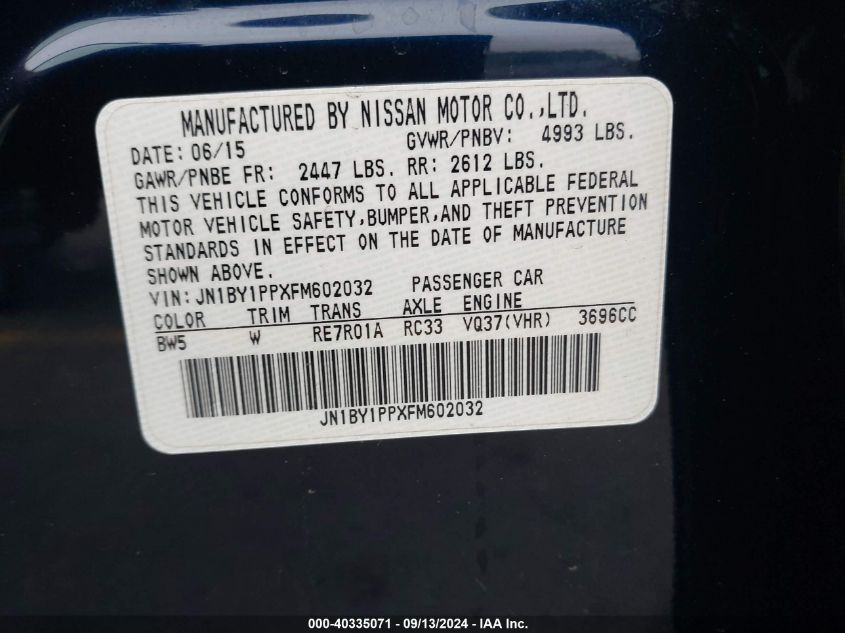 MANUFACTURED BY NISSAN MOTOR CO.,LTD.
DATE: 06/15 GVWR/PNBV: 4993 LBS.
GAWR/PNBE FR: 2447 LBS. RR: 2612 LBS.
THIS VEHICLE CONFORMS TO ALL APPLICABLE FEDERAL
MOTOR VEHICLE SAFETY,BUMPER,AND THEFT PREVENTION
STANDARDS IN EFFECT ON THE DATE OF MANUFACTURE
SHOWN ABOVE.
VIN:JN1BY1PPXFM602032 PASSENGER CAR
COLOR TRIM TRANS AXLE ENGINE
BW5 W RE7R01A RC33 VQ37(VHR) 3696CC
JN1BY1PPXFM602032
000-40335071 - 09/13/2024 - IAA Inc.